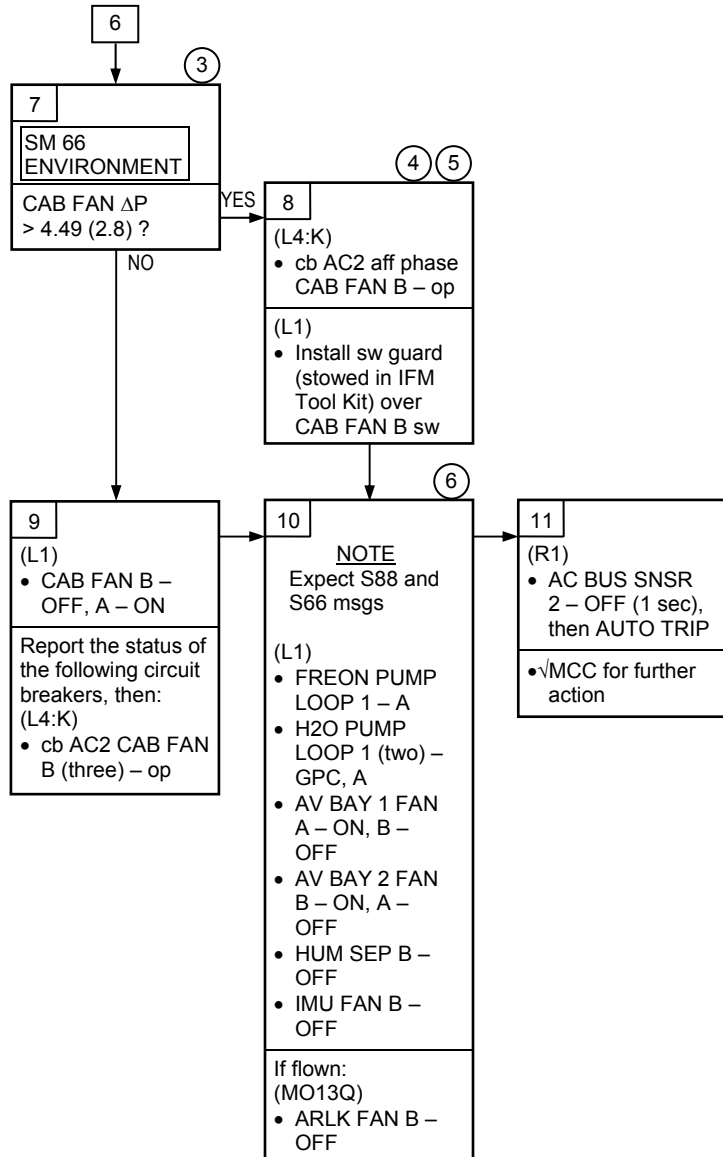 6
3
7
SM 66
ENVIRONMENT
CAB FAN ∆P
> 4.49 (2.8) ?
YES
NO
4 5
8
(L4:K)
• cb AC2 aff phase
CAB FAN B – op
(L1)
• Install sw guard
(stowed in IFM
Tool Kit) over
CAB FAN B sw
9
(L1)
• CAB FAN B –
OFF, A – ON
Report the status of
the following circuit
breakers, then:
(L4:K)
• cb AC2 CAB FAN
B (three) – op
6
10
NOTE
Expect S88 and
S66 msgs
(L1)
• FREON PUMP
LOOP 1 – A
• H2O PUMP
LOOP 1 (two) –
GPC, A
• AV BAY 1 FAN
A – ON, B –
OFF
• AV BAY 2 FAN
B – ON, A –
OFF
• HUM SEP B –
OFF
• IMU FAN B –
OFF
If flown:
(MO13Q)
• ARLK FAN B –
OFF
11
(R1)
• AC BUS SNSR
2 – OFF (1 sec),
then AUTO TRIP
•√MCC for further
action